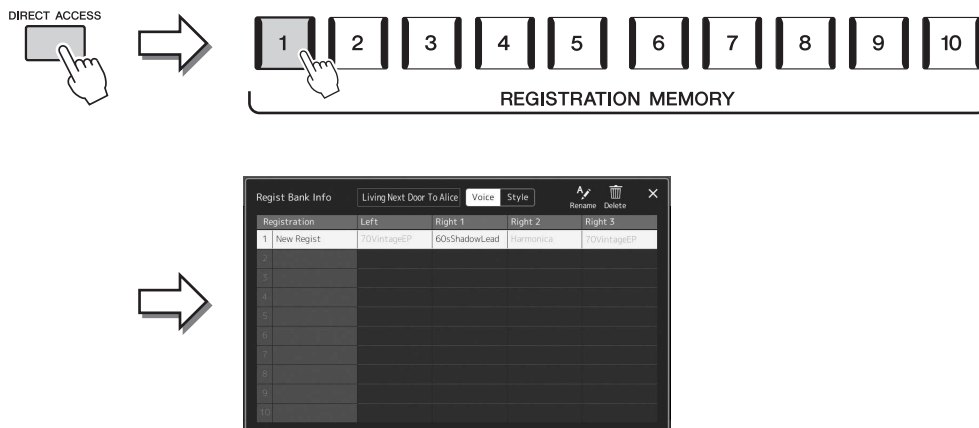 DIRECT ACCESS
1 2 3 4 5 6 7 8 9 10
REGISTRATION MEMORY
Regist Bank Info Living Next Door To Alice Voice Style Rename Delete
Registration Left Right 1 Right 2 Right 3
1 New Regist 70VintageEP 60sShadowLead Harmonica 70VintageEP
2
3
4
5
6
7
8
9
10